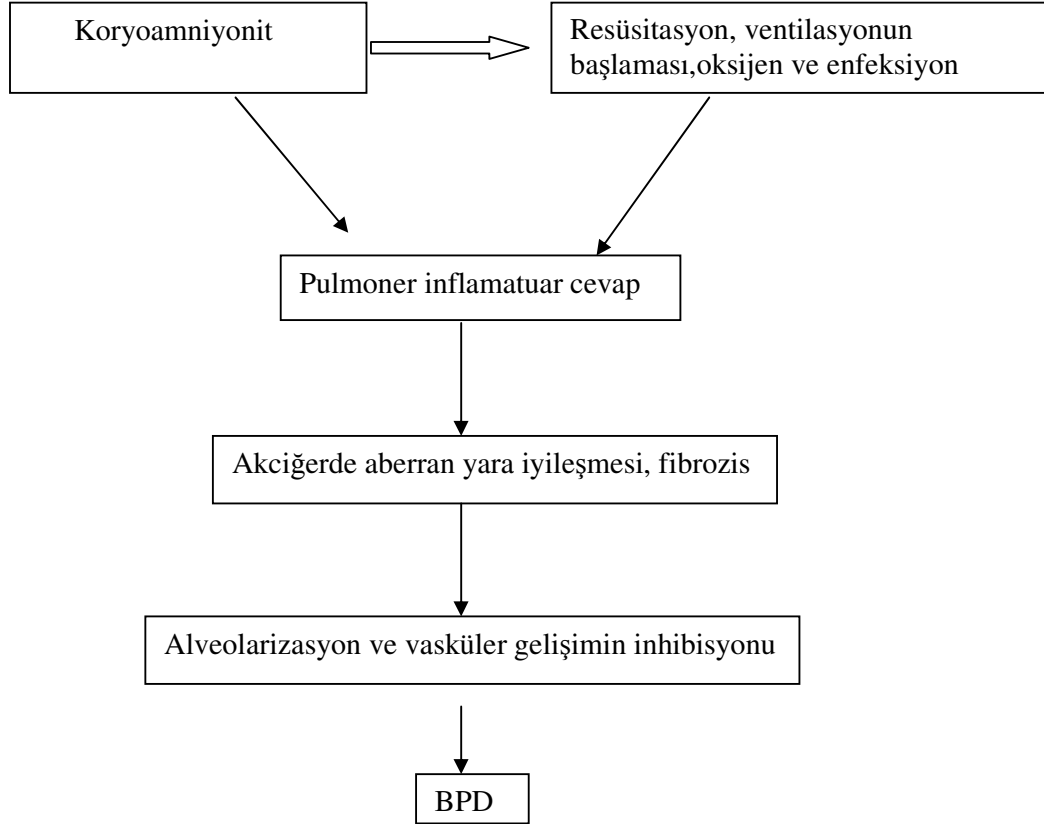 Koryoamniyonit
Resüsitasyon, ventilasyonun
başlaması,oksijen ve enfeksiyon
Pulmoner inflamatuar cevap
Akciğerde aberran yara iyileşmesi, fibrozis
Alveolarizasyon ve vasküler gelişimin inhibisyonu
BPD